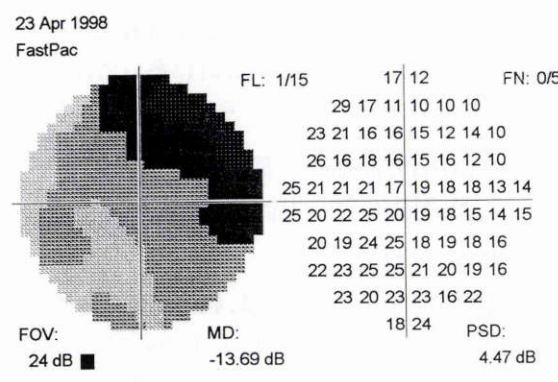 23 Apr 1998
FastPac
FL: 1/15 17 12 FN: 0/5
29 17 11 10 10 10
23 21 16 16 15 12 14 10
26 16 18 16 15 16 12 10
25 21 21 21 17 19 18 18 13 14
25 20 22 25 20 19 18 15 14 15
20 19 24 25 18 19 18 16
22 23 25 25 21 20 19 16
23 20 23 23 16 22
18 24
FOV: MD: PSD:
24 dB -13.69 dB 4.47 dB